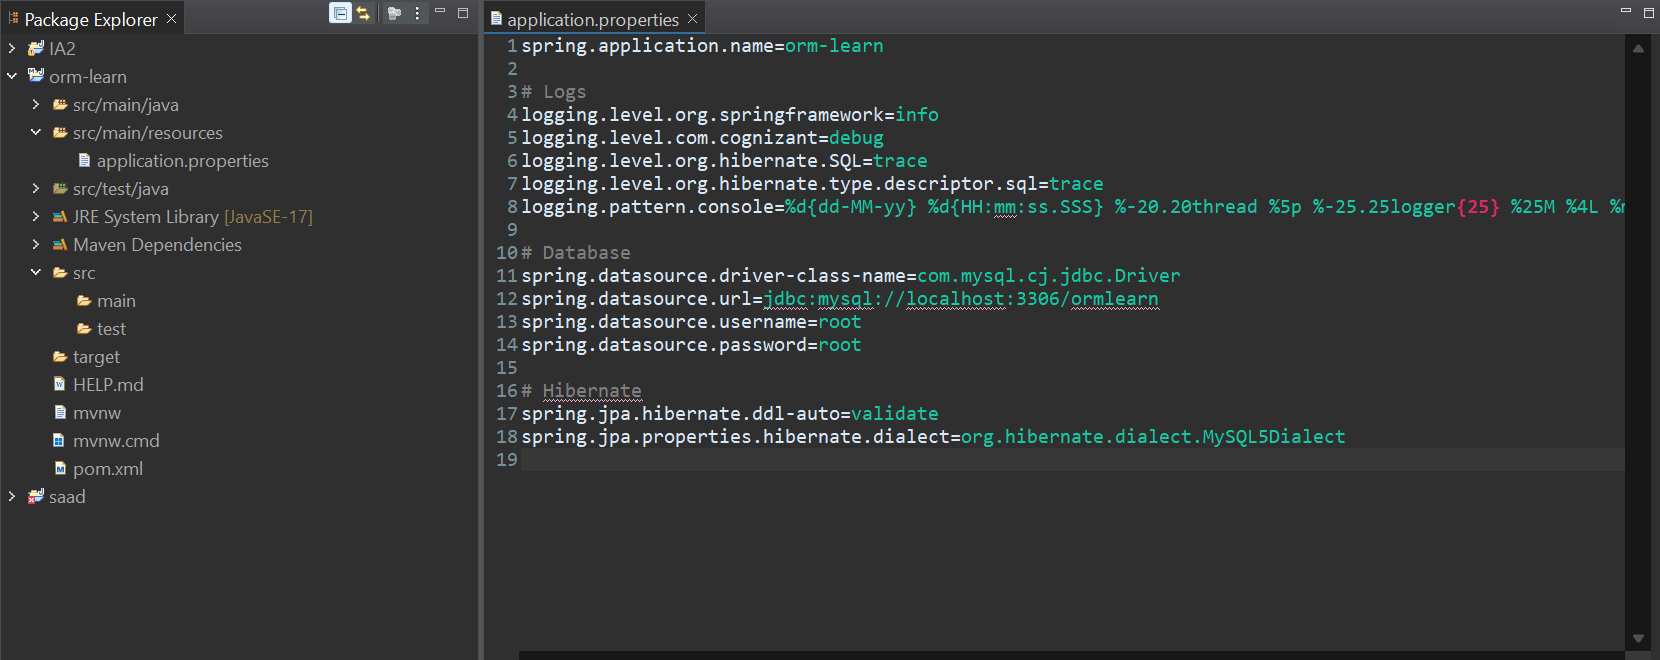 Package Explorer
IA2
orm-learn
src/main/java
src/main/resources
application.properties
src/test/java
JRE System Library [JavaSE-17]
Maven Dependencies
src
main
test
target
HELP.md
mvnw
mvnw.cmd
pom.xml
saad
application.properties
1 spring.application.name=orm-learn
2
3 # Logs
4 logging.level.org.springframework=info
5 logging.level.com.cognizant=debug
6 logging.level.org.hibernate.SQL=trace
7 logging.level.org.hibernate.type.descriptor.sql=trace
8 logging.pattern.console=%d{dd-MM-yy} %d{HH:mm:ss.SSS} %-20.20thread %5p %-25.25logger{25} %25M %4L %
9
10 # Database
11 spring.datasource.driver-class-name=com.mysql.cj.jdbc.Driver
12 spring.datasource.url=jdbc:mysql://localhost:3306/ormlearn
13 spring.datasource.username=root
14 spring.datasource.password=root
15
16 # Hibernate
17 spring.jpa.hibernate.ddl-auto=validate
18 spring.jpa.properties.hibernate.dialect=org.hibernate.dialect.MySQL5Dialect
19